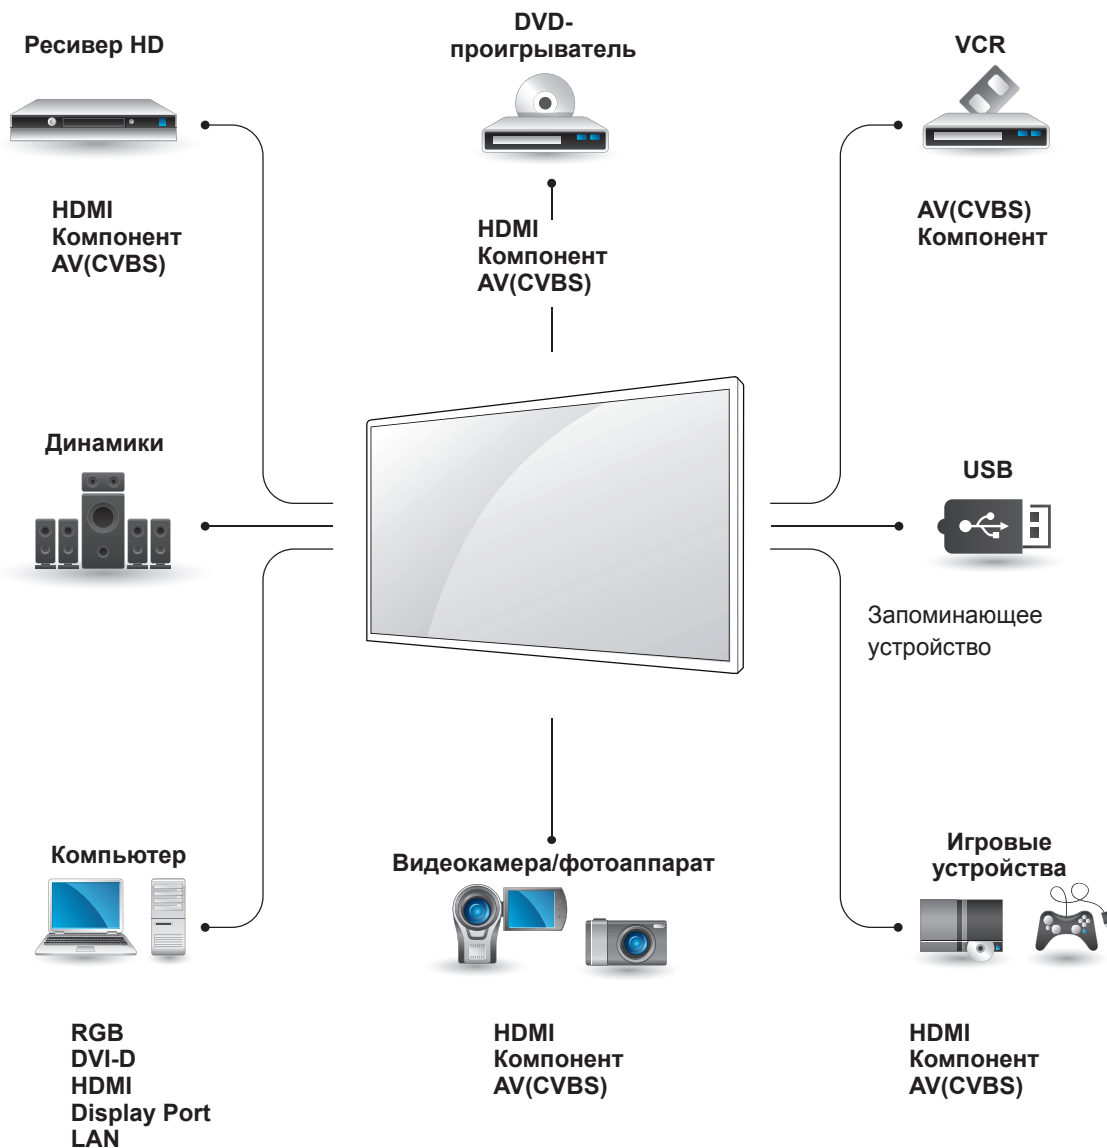 Ресивер HD
HDMI
Компонент
AV(CVBS)
DVD-
проигрыватель
HDMI
Компонент
AV(CVBS)
VCR
AV(CVBS)
Компонент
Динамики
USB
Запоминающее
устройство
Компьютер
RGB
DVI-D
HDMI
Display Port
LAN
Видеокамера/фотоаппарат
HDMI
Компонент
AV(CVBS)
Игровые
устройства
HDMI
Компонент
AV(CVBS)